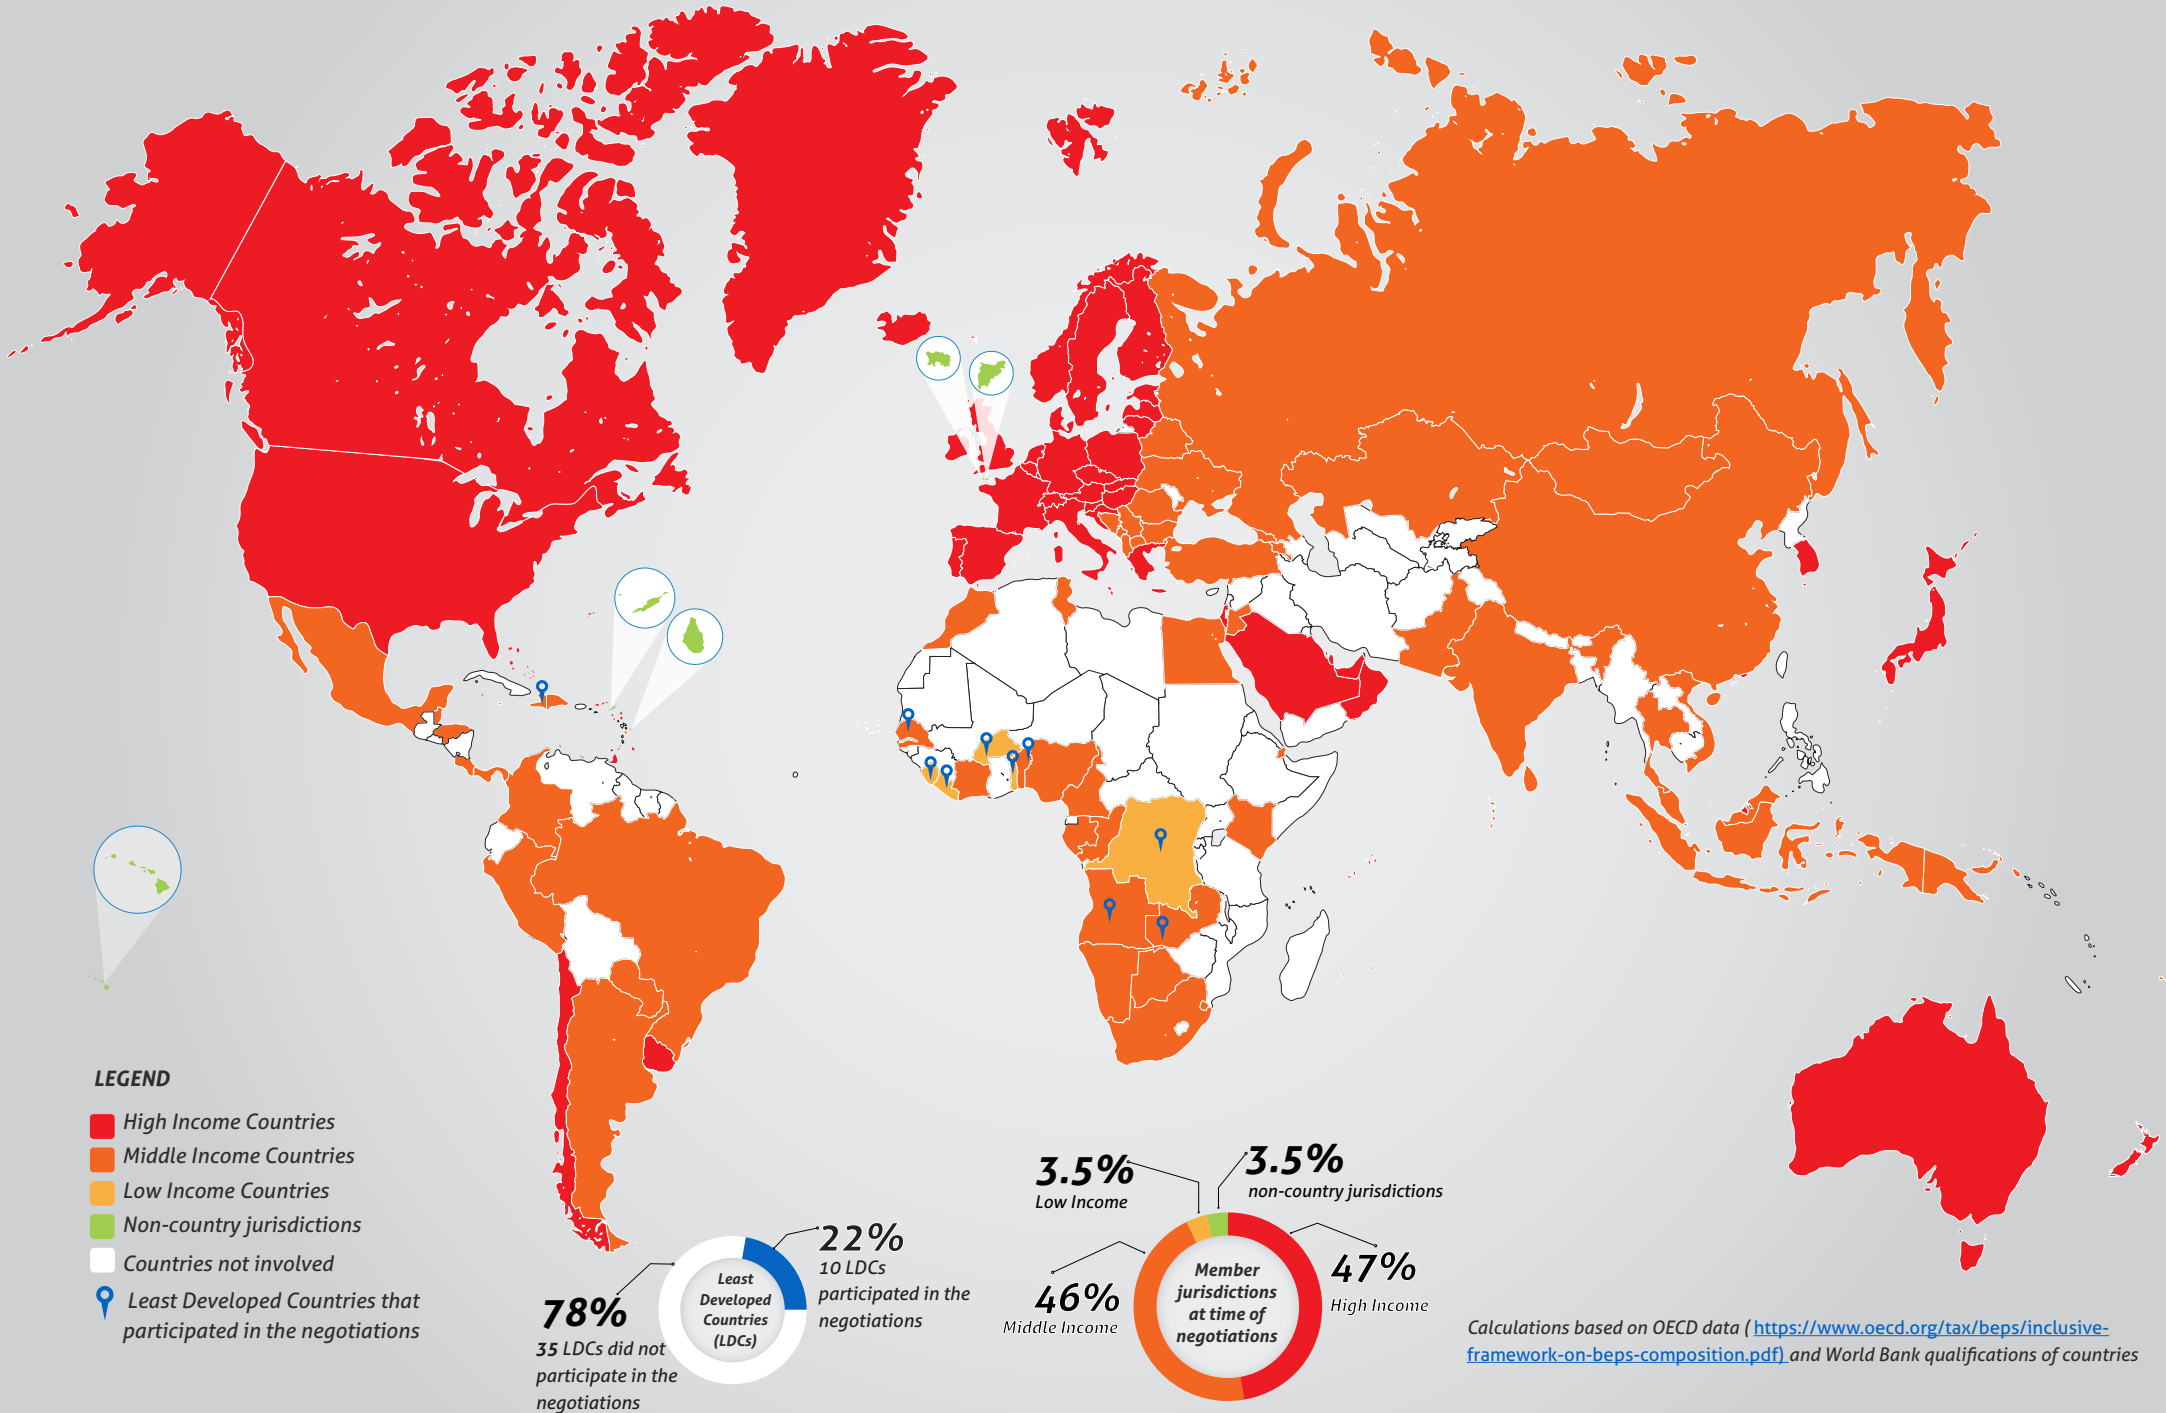 LEGEND
High Income Countries
Middle Income Countries
Low Income Countries
Non-country jurisdictions
Countries not involved
Least Developed Countries that
participated in the negotiations
78%
35 LDCs did not
participate in the
negotiations
Least
Developed
Countries
(LDCs)
22%
10 LDCs
participated in the
negotiations
3.5%
Low Income
3.5%
non-country jurisdictions
46%
Middle Income
Member
jurisdictions
at time of
negotiations
47%
High Income
Calculations based on OECD data ( https://www.oecd.org/tax/beps/inclusive-
framework-on-beps-composition.pdf) and World Bank qualifications of countries